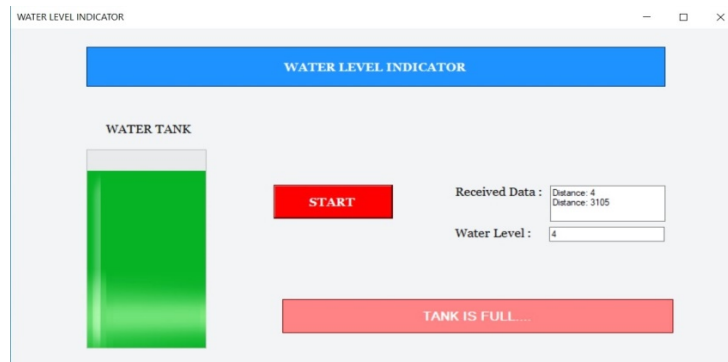 WATER LEVEL INDICATOR
WATER LEVEL INDICATOR
WATER TANK
START
Received Data :
Distance: 4
Distance: 3105
Water Level :
4
TANK IS FULL....